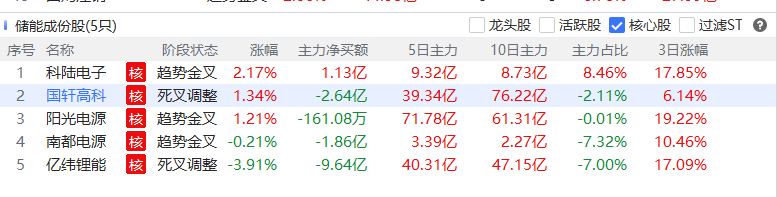 储能成份股(5只) 龙头股 活跃股 核心股 过滤ST ?
序号 名称 阶段状态 涨幅 主力净买额 5日主力 10日主力 主力占比 3日涨幅
1 科陆电子 核 趋势金叉 2.17% 1.13亿 9.32亿 8.73亿 8.46% 17.85%
2 国轩高科 核 死叉调整 1.34% -2.64亿 39.34亿 76.22亿 -2.11% 6.14%
3 阳光电源 核 趋势金叉 1.21% -161.08万 71.78亿 61.31亿 -0.01% 19.22%
4 南都电源 核 趋势金叉 -0.21% -1.86亿 3.39亿 2.27亿 -7.32% 10.46%
5 亿纬锂能 核 死叉调整 -3.91% -9.64亿 40.31亿 47.15亿 -7.00% 17.09%